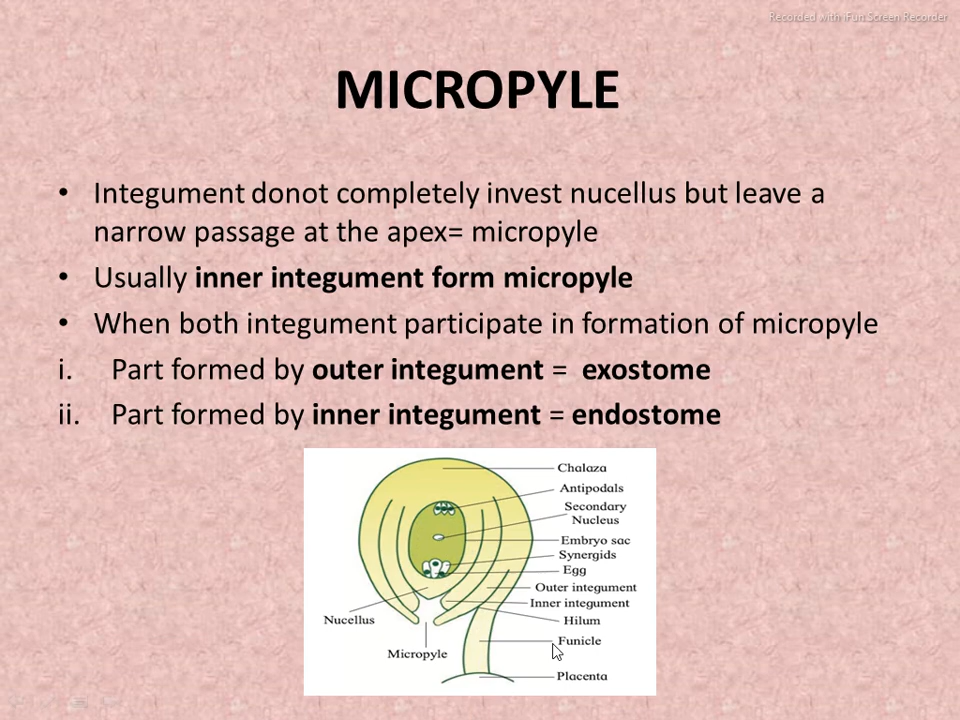 Recorded with iFun Screen Recorder
MICROPYLE
• Integument donot completely invest nucellus but leave a
narrow passage at the apex= micropyle
• Usually inner integument form micropyle
• When both integument participate in formation of micropyle
i. Part formed by outer integument = exostome
ii. Part formed by inner integument = endostome
Chalaza
Antipodals
Secondary
Nucleus
Embryo sac
Synergids
Egg
Outer integument
Inner integument
Hilum
Nucellus
Funicle
Micropyle
Placenta